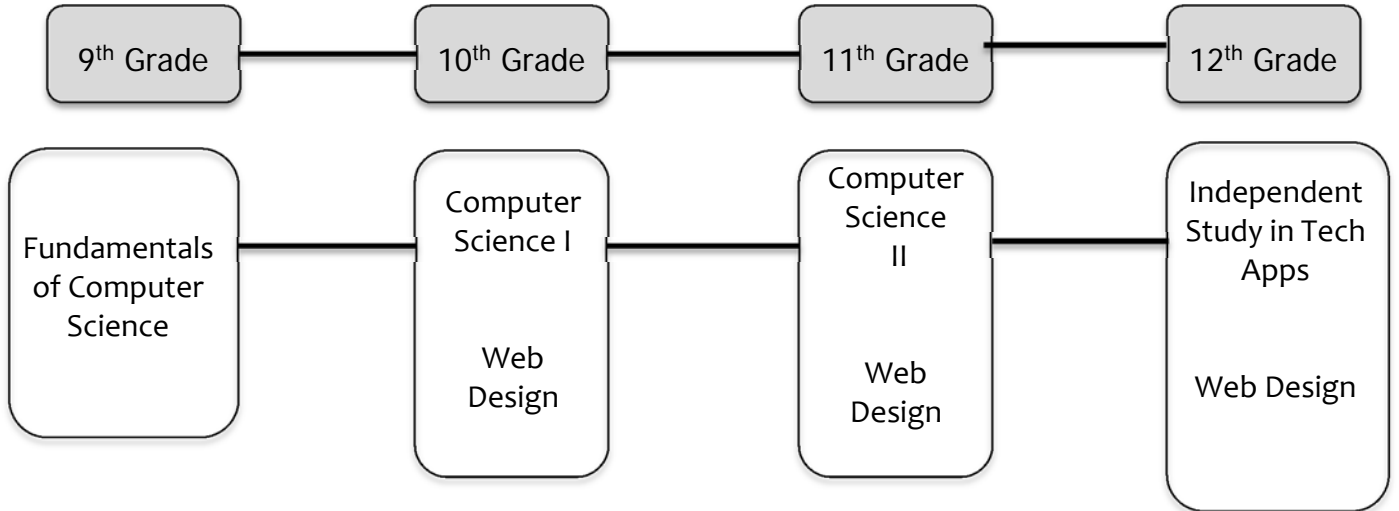 9th Grade
10th Grade
11th Grade
12th Grade
Fundamentals
of Computer
Science
Computer
Science I
Web
Design
Computer
Science
II
Web
Design
Independent
Study in Tech
Apps
Web Design